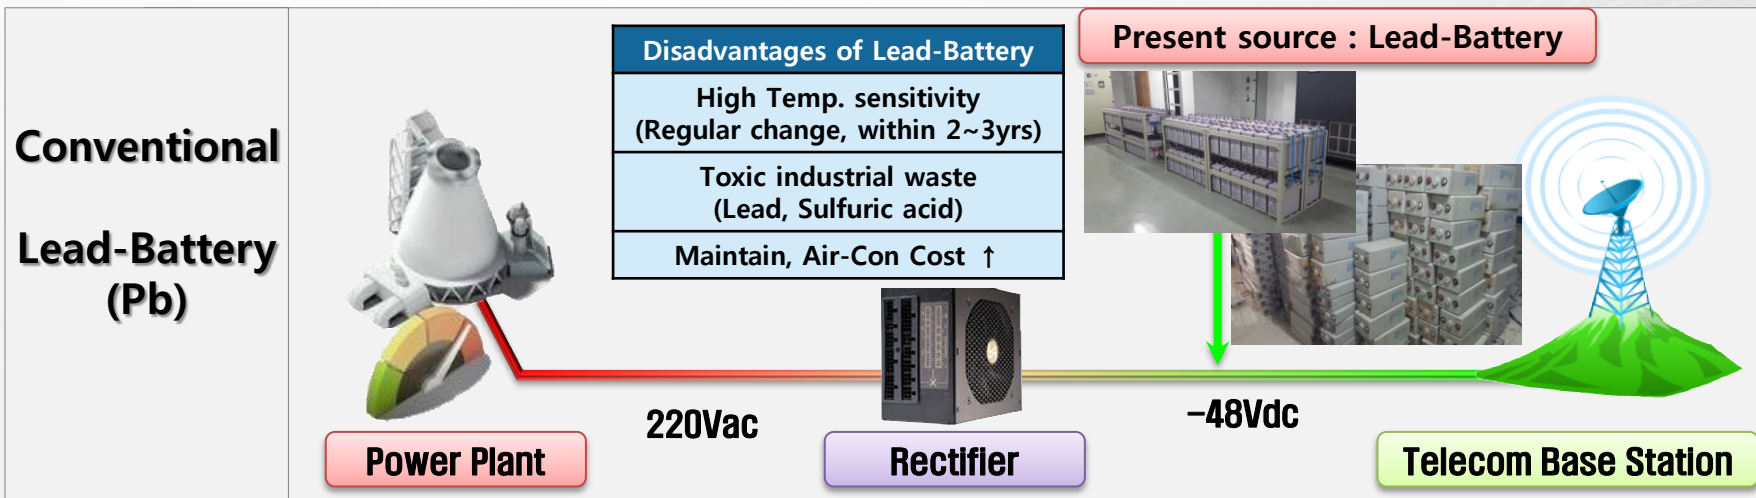 Conventional
Lead-Battery
(Pb)
Disadvantages of Lead-Battery
High Temp. sensitivity
(Regular change, within 2~3yrs)
Toxic industrial waste
(Lead, Sulfuric acid)
Maintain, Air-Con Cost ↑
Present source : Lead-Battery
220Vac
-48Vdc
Power Plant
Rectifier
Telecom Base Station